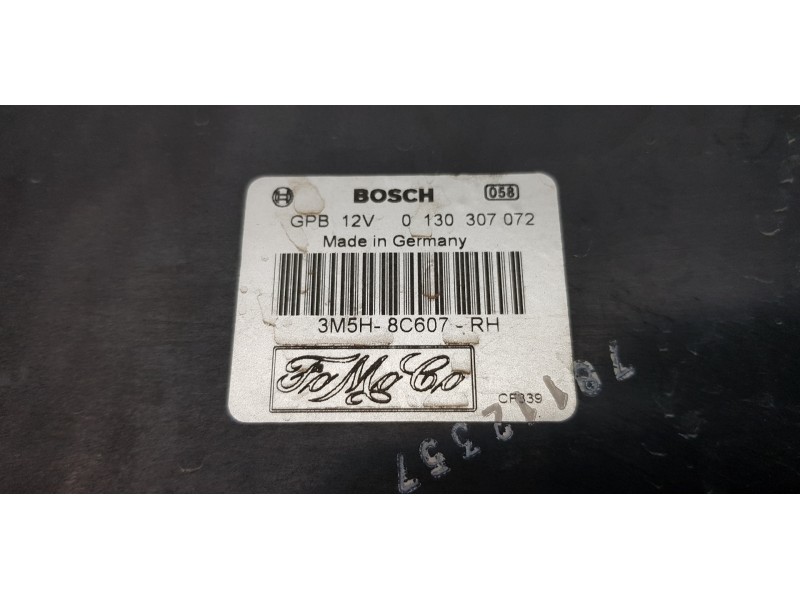 BOSCH 058
GPB 12V 0 130 307 072
Made in Germany
3M5H- 8C607 - RH
FoMoCo
CF339